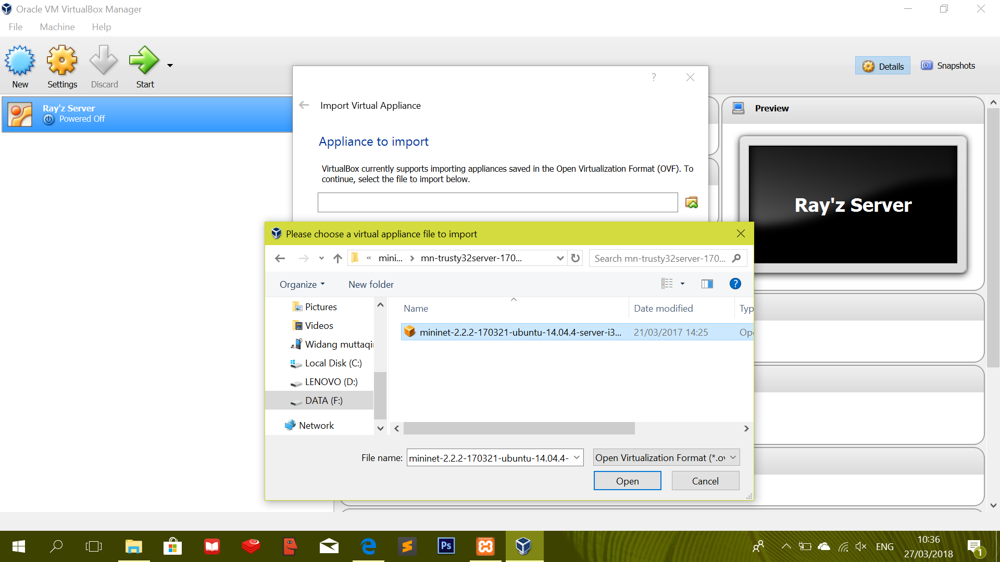 Oracle VM VirtualBox Manager
File Machine Help
New Settings Discard Start
Details Snapshots
Ray'z Server
Powered Off
Import Virtual Appliance
Appliance to import
VirtualBox currently supports importing appliances saved in the Open Virtualization Format (OVF). To
continue, select the file to import below.
Preview
Ray'z Server
Please choose a virtual appliance file to import
« mini... > mn-trusty32server-170...
Search mn-trusty32server-170...
Organize New folder
Pictures
Videos
Widang muttaqi
Local Disk (C:)
LENOVO (D:)
DATA (F:)
Network
Name Date modified Typ
mininet-2.2.2-170321-ubuntu-14.04.4-server-i3... 21/03/2017 14:25 Ope
File name: mininet-2.2.2-170321-ubuntu-14.04.4-
Open Virtualization Format (*.ov
Open Cancel
Ps
ENG
10:36
27/03/2018
1